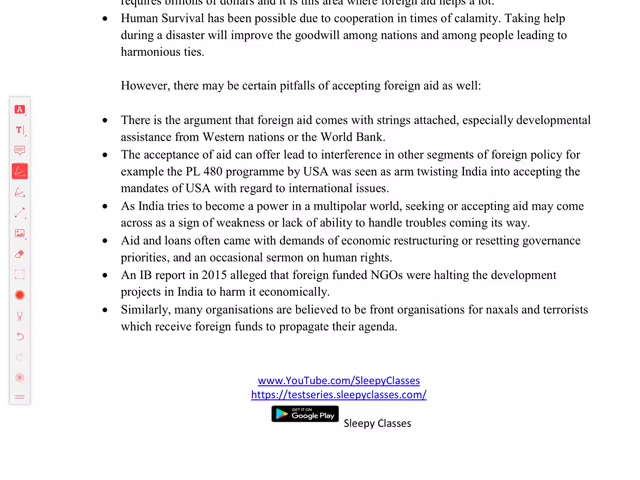 requires billions of dollars and it is this area where foreign aid helps a lot.
• Human Survival has been possible due to cooperation in times of calamity. Taking help
during a disaster will improve the goodwill among nations and among people leading to
harmonious ties.
However, there may be certain pitfalls of accepting foreign aid as well:
• There is the argument that foreign aid comes with strings attached, especially developmental
assistance from Western nations or the World Bank.
• The acceptance of aid can offer lead to interference in other segments of foreign policy for
example the PL 480 programme by USA was seen as arm twisting India into accepting the
mandates of USA with regard to international issues.
• As India tries to become a power in a multipolar world, seeking or accepting aid may come
across as a sign of weakness or lack of ability to handle troubles coming its way.
• Aid and loans often came with demands of economic restructuring or resetting governance
priorities, and an occasional sermon on human rights.
• An IB report in 2015 alleged that foreign funded NGOs were halting the development
projects in India to harm it economically.
• Similarly, many organisations are believed to be front organisations for naxals and terrorists
which receive foreign funds to propagate their agenda.
www.YouTube.com/SleepyClasses
https://testseries.sleepyclasses.com/
GET IT ON
Google Play
Sleepy Classes
A
T